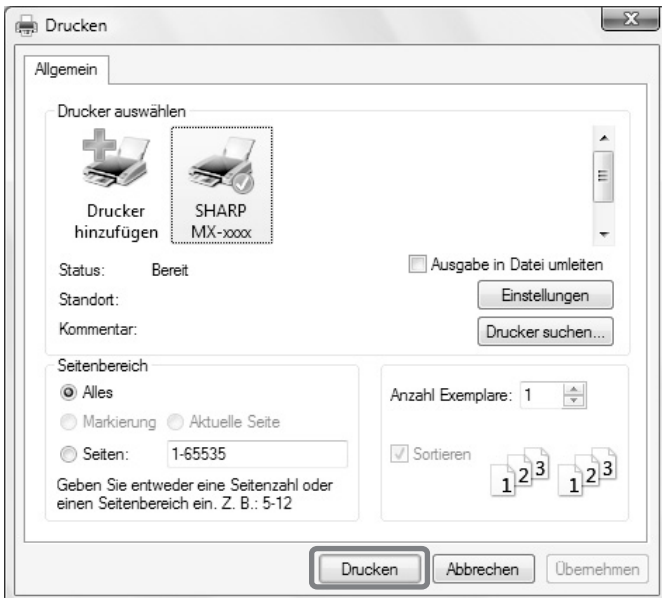 Drucken
X
Allgemein
Drucker auswählen
Drucker
hinzufügen
SHARP
MX-xxxx
Status: Bereit
Standort:
Kommentar:
Ausgabe in Datei umleiten
Einstellungen
Drucker suchen...
Seitenbereich
Alles
Markierung Aktuelle Seite
Seiten: 1-65535
Geben Sie entweder eine Seitenzahl oder
einen Seitenbereich ein. Z. B.: 5-12
Anzahl Exemplare: 1
Sortieren
1 2 3 1 2 3
Drucken Abbrechen Übernehmen